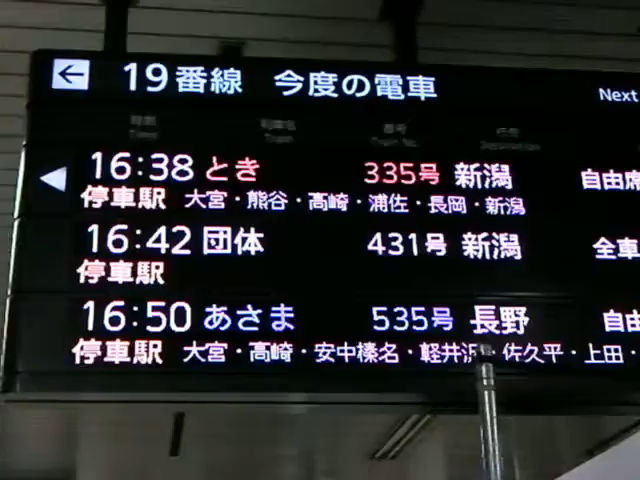 ← 19番線 今度の電車 Next
16:38 とき 335号 新潟 自由席
停車駅 大宮・熊谷・高崎・浦佐・長岡・新潟
16:42 団体 431号 新潟 全車
停車駅
16:50 あさま 535号 長野 自由
停車駅 大宮・高崎・安中榛名・軽井沢・佐久平・上田・